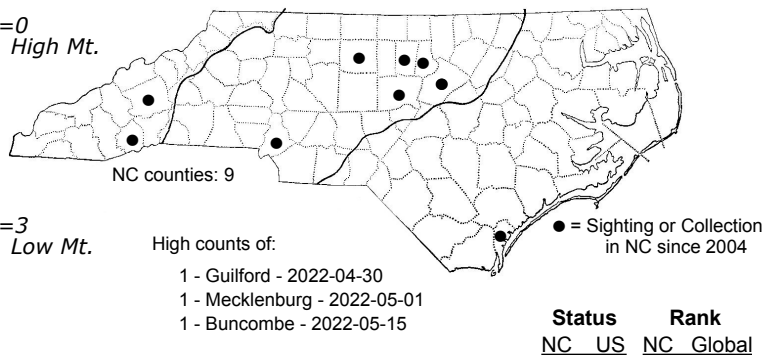 =0
High Mt.
NC counties: 9
=3
Low Mt.
High counts of:
1 - Guilford - 2022-04-30
1 - Mecklenburg - 2022-05-01
1 - Buncombe - 2022-05-15
● = Sighting or Collection
in NC since 2004
Status Rank
NC US NC Global